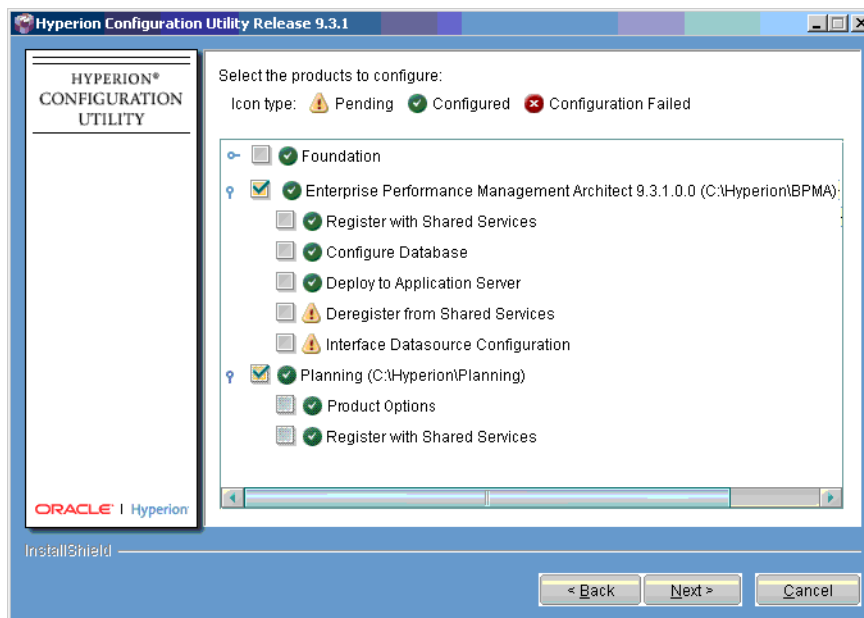 Hyperion Configuration Utility Release 9.3.1
HYPERION®
CONFIGURATION
UTILITY
Select the products to configure:
Icon type: Pending Configured Configuration Failed
Foundation
Enterprise Performance Management Architect 9.3.1.0.0 (C:\Hyperion\BPMA)
Register with Shared Services
Configure Database
Deploy to Application Server
Deregister from Shared Services
Interface Datasource Configuration
Planning (C:\Hyperion\Planning)
Product Options
Register with Shared Services
ORACLE | Hyperion
InstallShield
< Back Next > Cancel